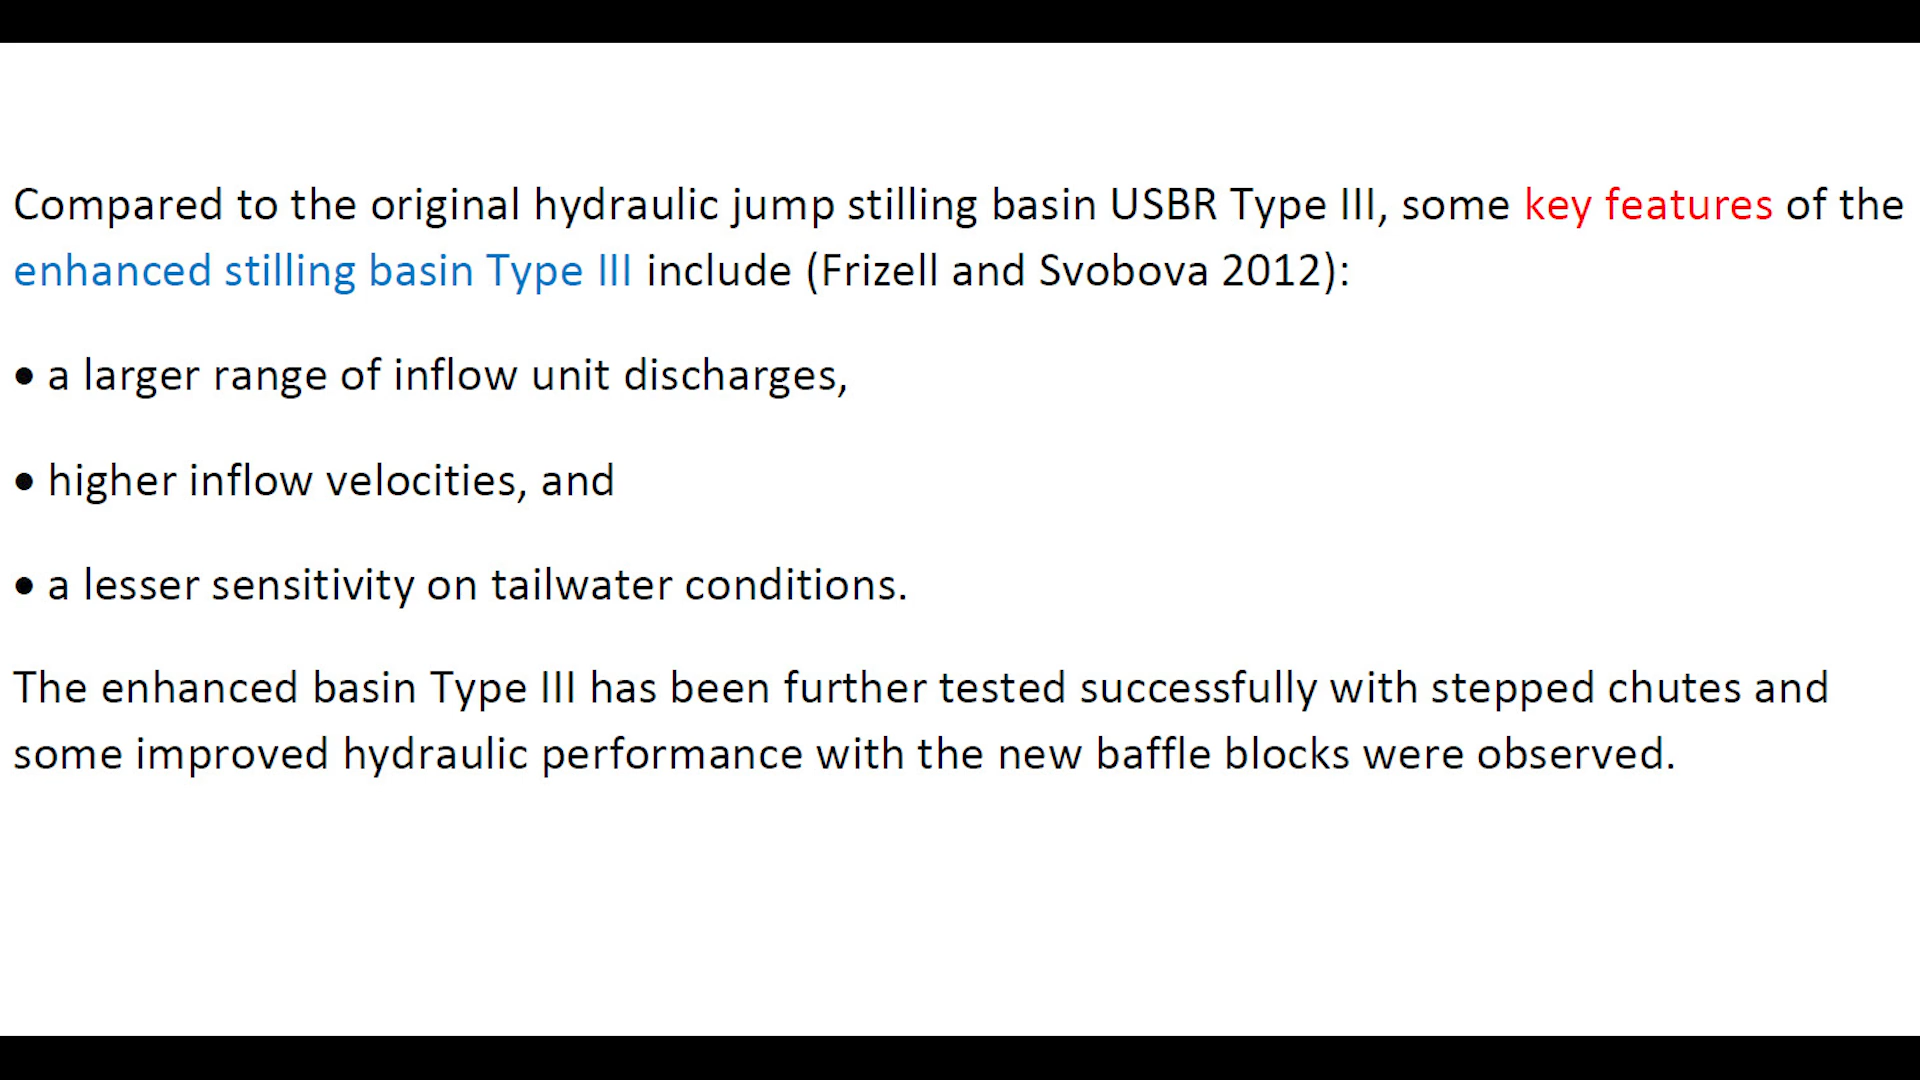 Compared to the original hydraulic jump stilling basin USBR Type III, some key features of the
enhanced stilling basin Type III include (Frizell and Svobova 2012):
• a larger range of inflow unit discharges,
• higher inflow velocities, and
• a lesser sensitivity on tailwater conditions.
The enhanced basin Type III has been further tested successfully with stepped chutes and
some improved hydraulic performance with the new baffle blocks were observed.